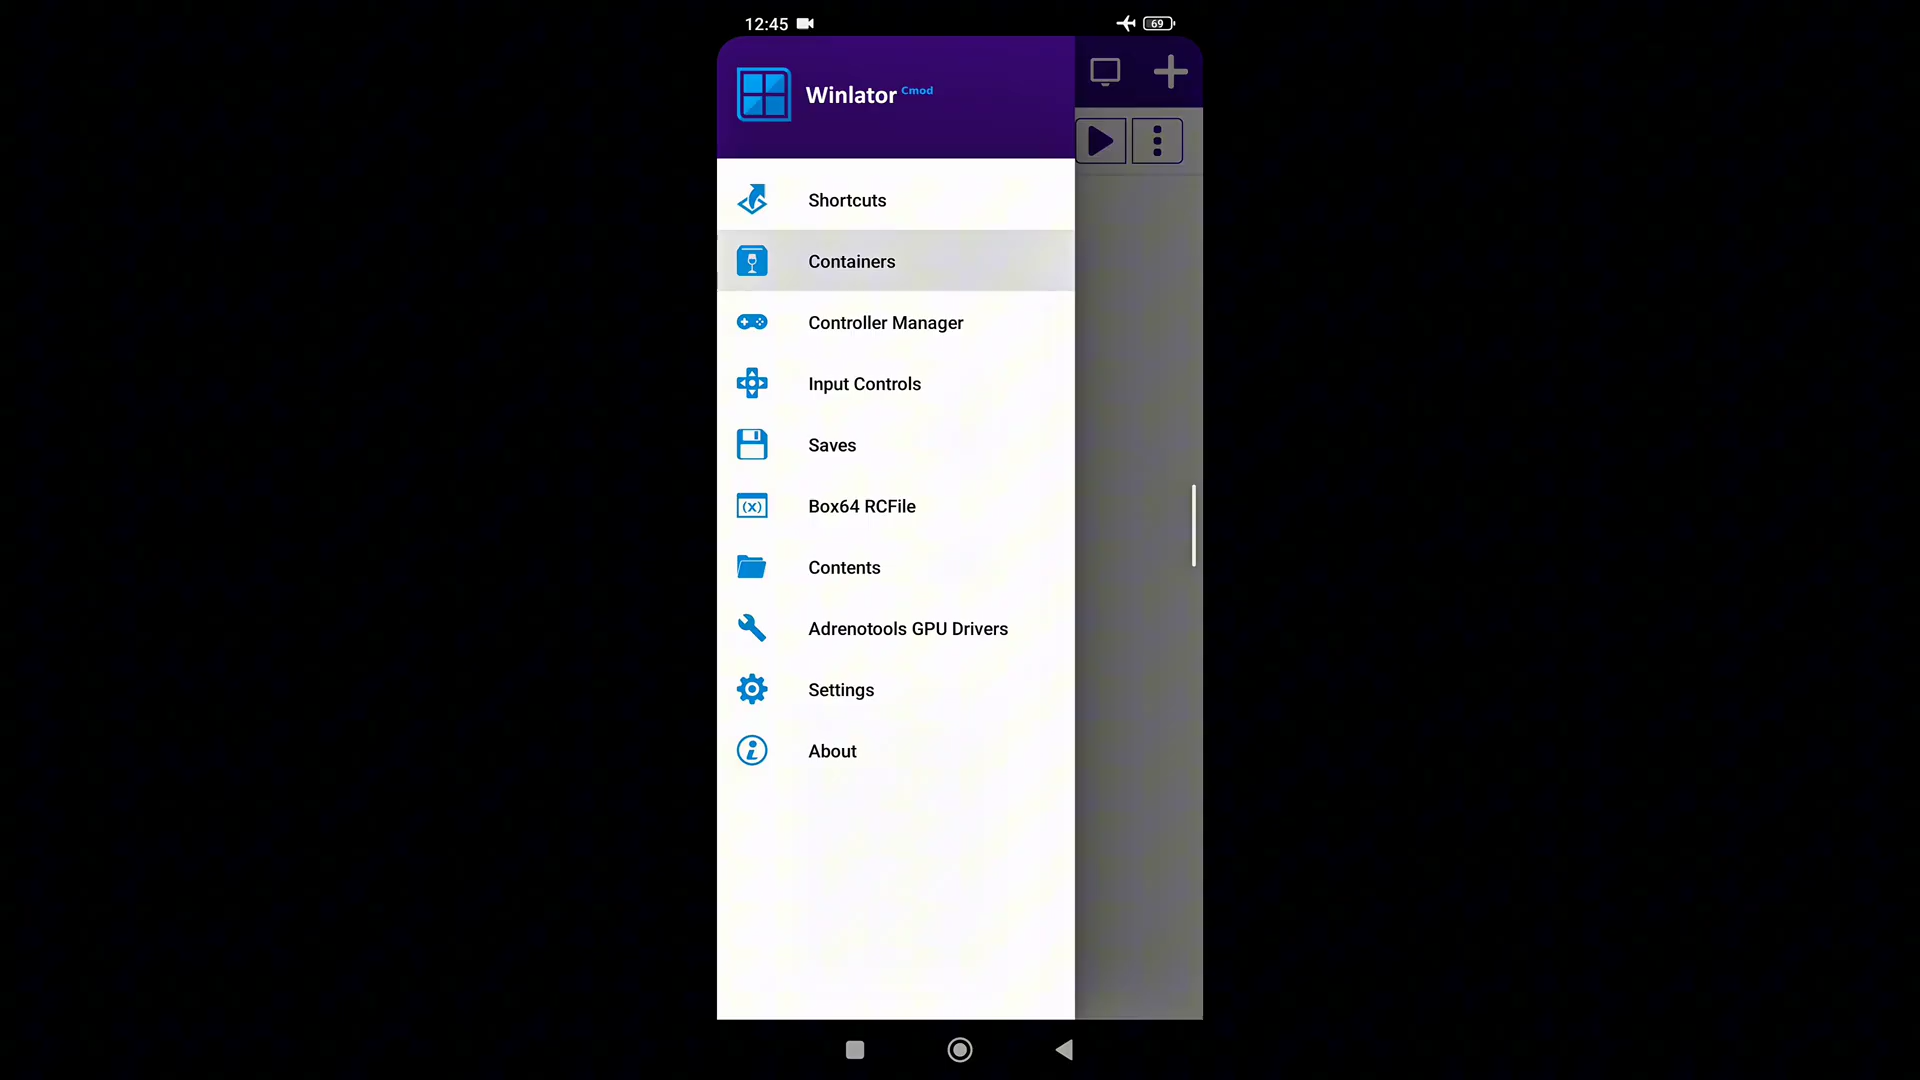 12:45
69
Winlator Cmod
Shortcuts
Containers
Controller Manager
Input Controls
Saves
(x)
Box64 RCFile
Contents
Adrenotools GPU Drivers
Settings
About